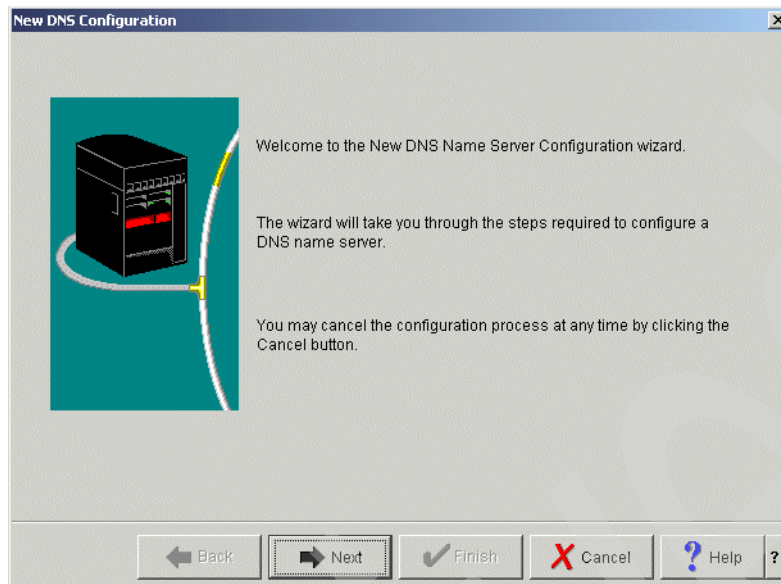 New DNS Configuration
Welcome to the New DNS Name Server Configuration wizard.
The wizard will take you through the steps required to configure a
DNS name server.
You may cancel the configuration process at any time by clicking the
Cancel button.
Back
Next
Finish
Cancel
? Help
?